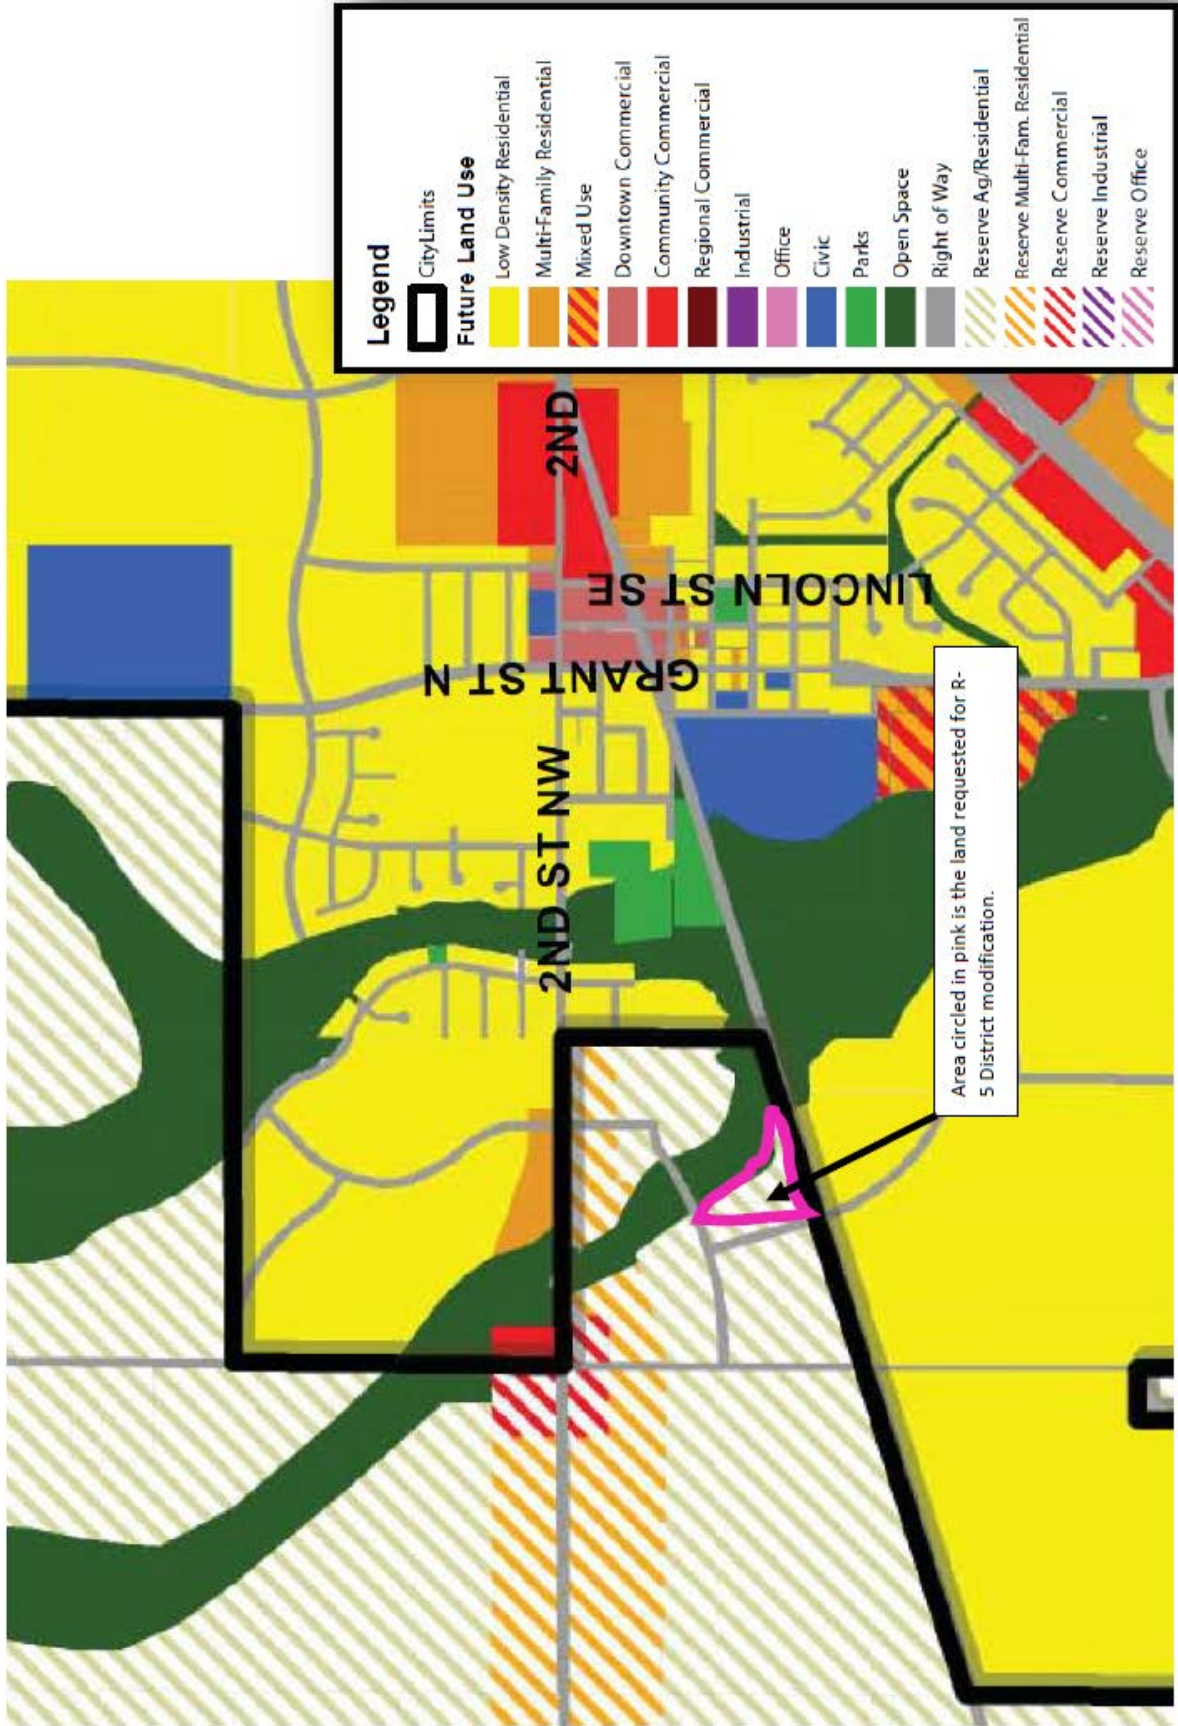 Legend
CityLimits
Future Land Use
Low Density Residential
Multi-Family Residential
Mixed Use
Downtown Commercial
Community Commercial
Regional Commercial
Industrial
Office
Civic
Parks
Open Space
Right of Way
Reserve Ag/Residential
Reserve Multi-Fam. Residential
Reserve Commercial
Reserve Industrial
Reserve Office
2ND
LINCOLN ST SE
GRANT ST N
2ND ST NW
Area circled in pink is the land requested for R-
5 District modification.